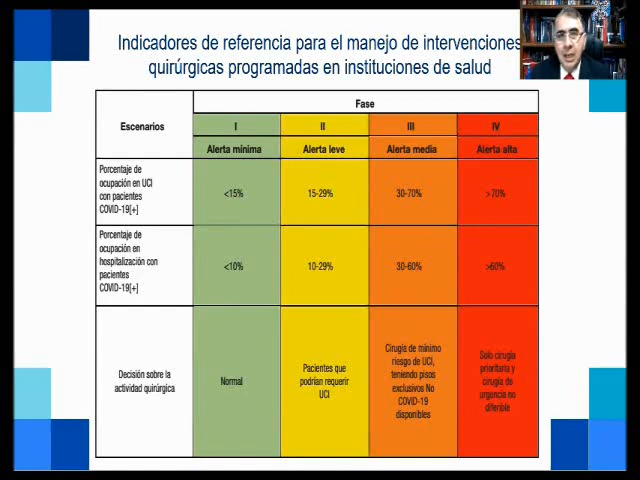 Indicadores de referencia para el manejo de intervenciones
quirúrgicas programadas en instituciones de salud
Escenarios
Fase
I
II
III
IV
Alerta mínima
Alerta leve
Alerta media
Alerta alta
Porcentaje de
ocupación en UCI
con pacientes
COVID-19[+]
<15%
15-29%
30-70%
>70%
Porcentaje de
ocupación en
hospitalización con
pacientes
COVID-19[+]
<10%
10-29%
30-60%
>60%
Decisión sobre la
actividad quirúrgica
Normal
Pacientes que
podrían requerir
UCI
Cirugía de mínimo
riesgo de UCI,
teniendo pisos
exclusivos No
COVID-19
disponibles
Solo cirugía
prioritaria y
cirugía de
urgencia no
diferible